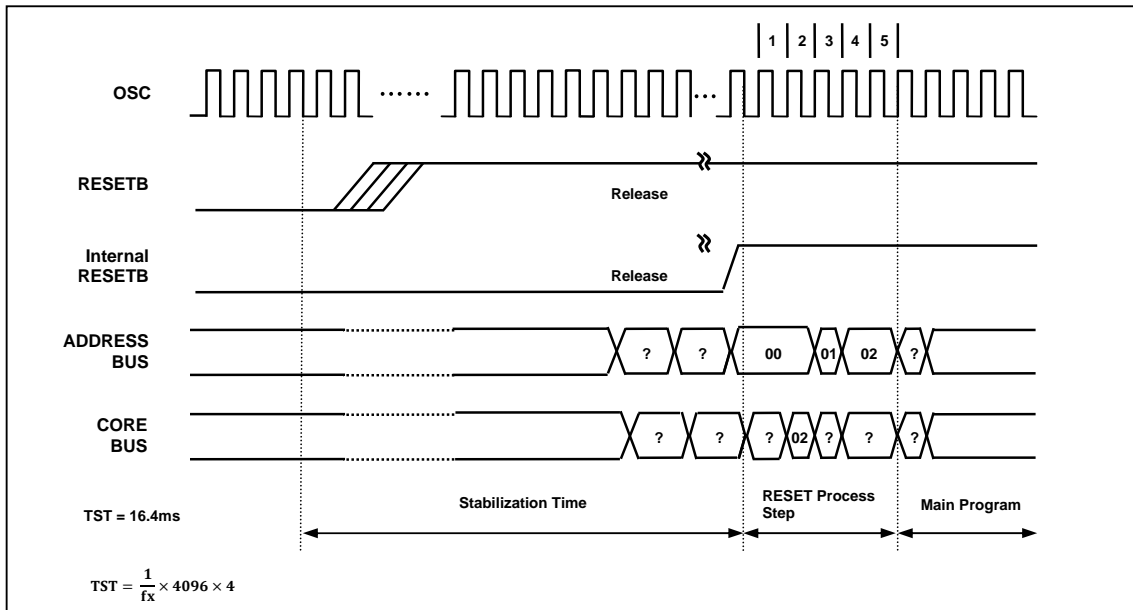 1 2 3 4 5
OSC
...... ...
RESETB
Release
Internal
RESETB
Release
ADDRESS
BUS
? ? 00 01 02 ?
CORE
BUS
? ? ? 02 ? ? ?
TST = 16.4ms
Stabilization Time
RESET Process
Step
Main Program
TST = 1/fx × 4096 × 4